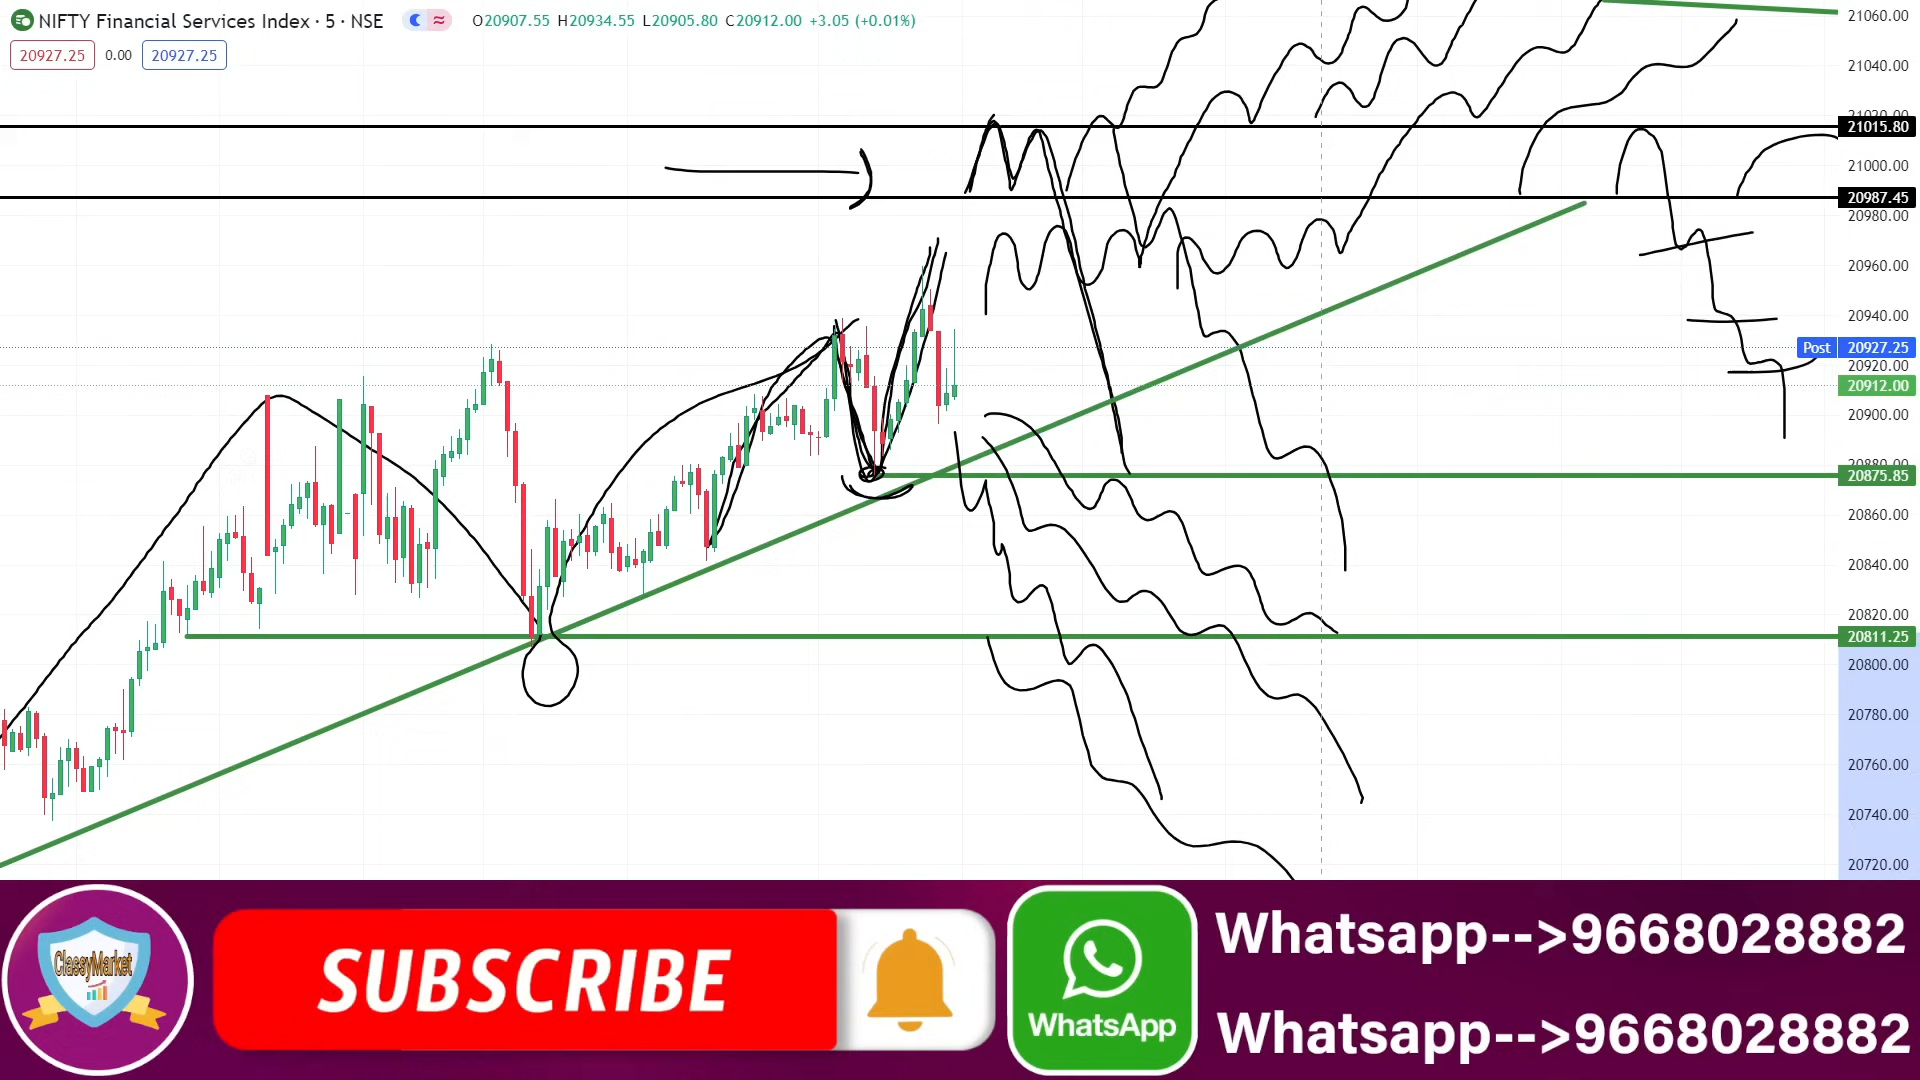 NIFTY Financial Services Index · 5 · NSE O20907.55 H20934.55 L20905.80 C20912.00 +3.05 (+0.01%)
20927.25 0.00 20927.25
21060.00
21040.00
21015.80
21000.00
20987.45
20980.00
20960.00
20940.00
Post 20927.25
20920.00
20912.00
20900.00
20880.00
20875.85
20860.00
20840.00
20820.00
20811.25
20800.00
20780.00
20760.00
20740.00
20720.00
ClassyMarket
SUBSCRIBE
WhatsApp
Whatsapp-->9668028882
Whatsapp-->9668028882